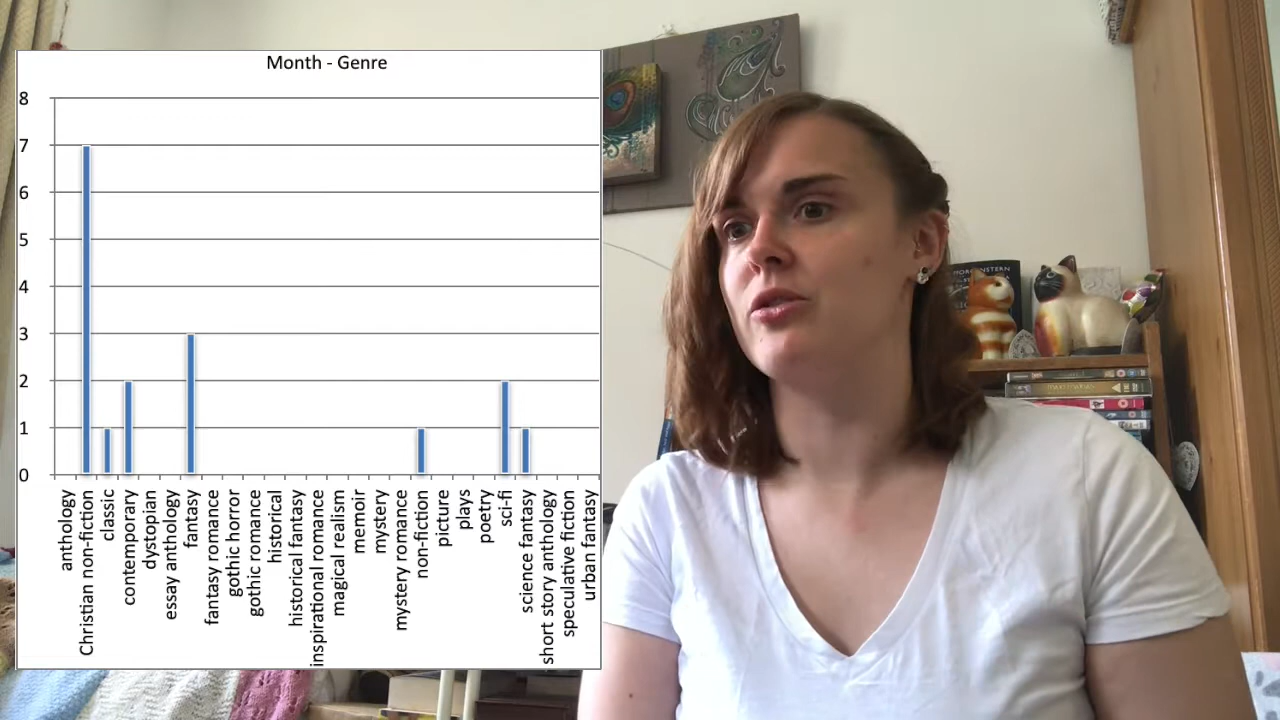 Month - Genre
8
7
6
5
4
3
2
1
0
anthology
Christian non-fiction
classic
contemporary
dystopian
essay anthology
fantasy
fantasy romance
gothic horror
gothic romance
historical
historical fantasy
inspirational romance
magical realism
memoir
mystery
mystery romance
non-fiction
picture
plays
poetry
sci-fi
science fantasy
short story anthology
speculative fiction
urban fantasy